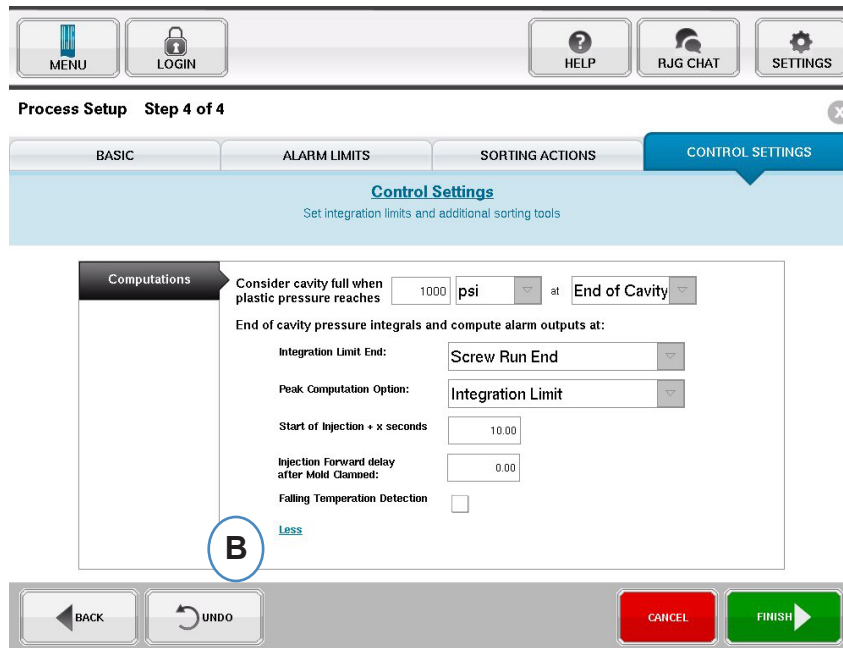 MENU
LOGIN
HELP
RJG CHAT
SETTINGS
Process Setup Step 4 of 4
X
BASIC
ALARM LIMITS
SORTING ACTIONS
CONTROL SETTINGS
Control Settings
Set integration limits and additional sorting tools
Computations
Consider cavity full when
plastic pressure reaches
1000 psi at End of Cavity
End of cavity pressure integrals and compute alarm outputs at:
Integration Limit End: Screw Run End
Peak Computation Option: Integration Limit
Start of Injection + x seconds 10.00
Injection Forward delay
after Mold Clamped: 0.00
Falling Temperation Detection
Less
B
BACK
UNDO
CANCEL
FINISH